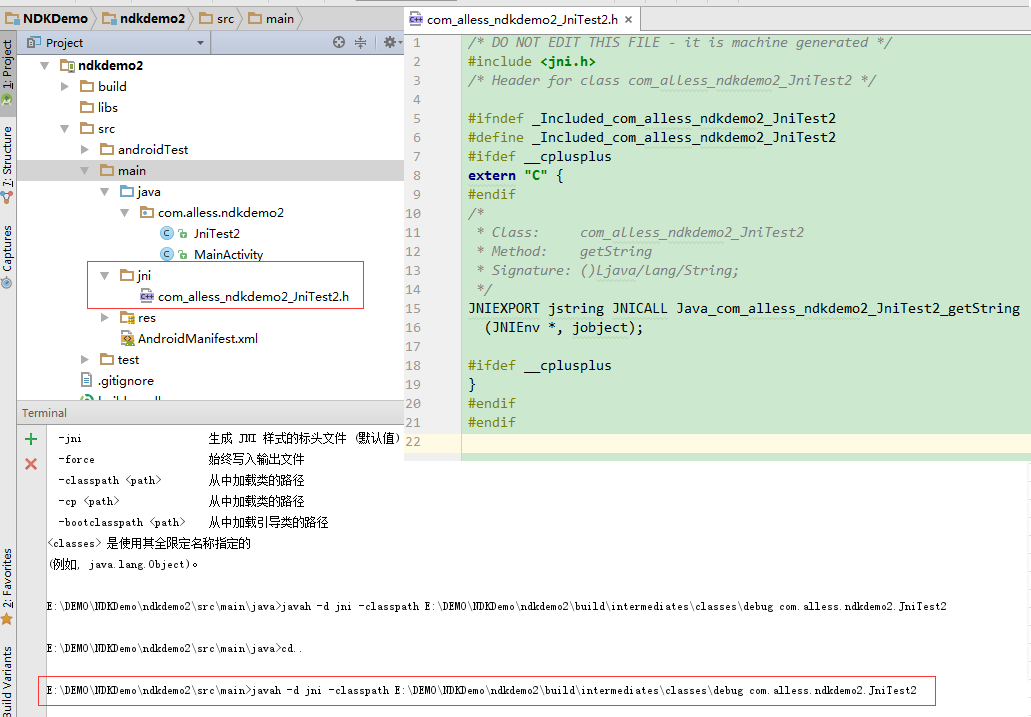 NDKDemo ndkdemo2 src main
com_alless_ndkdemo2_JniTest2.h ×
1: Project
7: Structure
Captures
2: Favorites
Build Variants
Project
ndkdemo2
build
libs
src
androidTest
main
java
com.alless.ndkdemo2
JniTest2
MainActivity
jni
com_alless_ndkdemo2_JniTest2.h
res
AndroidManifest.xml
test
.gitignore
1 /* DO NOT EDIT THIS FILE - it is machine generated */
2 #include <jni.h>
3 /* Header for class com_alless_ndkdemo2_JniTest2 */
4
5 #ifndef _Included_com_alless_ndkdemo2_JniTest2
6 #define _Included_com_alless_ndkdemo2_JniTest2
7 #ifdef __cplusplus
8 extern "C" {
9 #endif
10 /*
11 * Class:     com_alless_ndkdemo2_JniTest2
12 * Method:    getString
13 * Signature: ()Ljava/lang/String;
14 */
15 JNIEXPORT jstring JNICALL Java_com_alless_ndkdemo2_JniTest2_getString
16 (JNIEnv *, jobject);
17
18 #ifdef __cplusplus
19 }
20 #endif
21 #endif
22
Terminal
-jni 生成 JNI 样式的标头文件 (默认值)
-force 始终写入输出文件
-classpath <path> 从中加载类的路径
-cp <path> 从中加载类的路径
-bootclasspath <path> 从中加载引导类的路径
<classes> 是使用其全限定名称指定的
(例如, java.lang.Object)。
E:\DEMO\NDKDemo\ndkdemo2\src\main\java>javah -d jni -classpath E:\DEMO\NDKDemo\ndkdemo2\build\intermediates\classes\debug com.alless.ndkdemo2.JniTest2
E:\DEMO\NDKDemo\ndkdemo2\src\main\java>cd..
E:\DEMO\NDKDemo\ndkdemo2\src\main>javah -d jni -classpath E:\DEMO\NDKDemo\ndkdemo2\build\intermediates\classes\debug com.alless.ndkdemo2.JniTest2